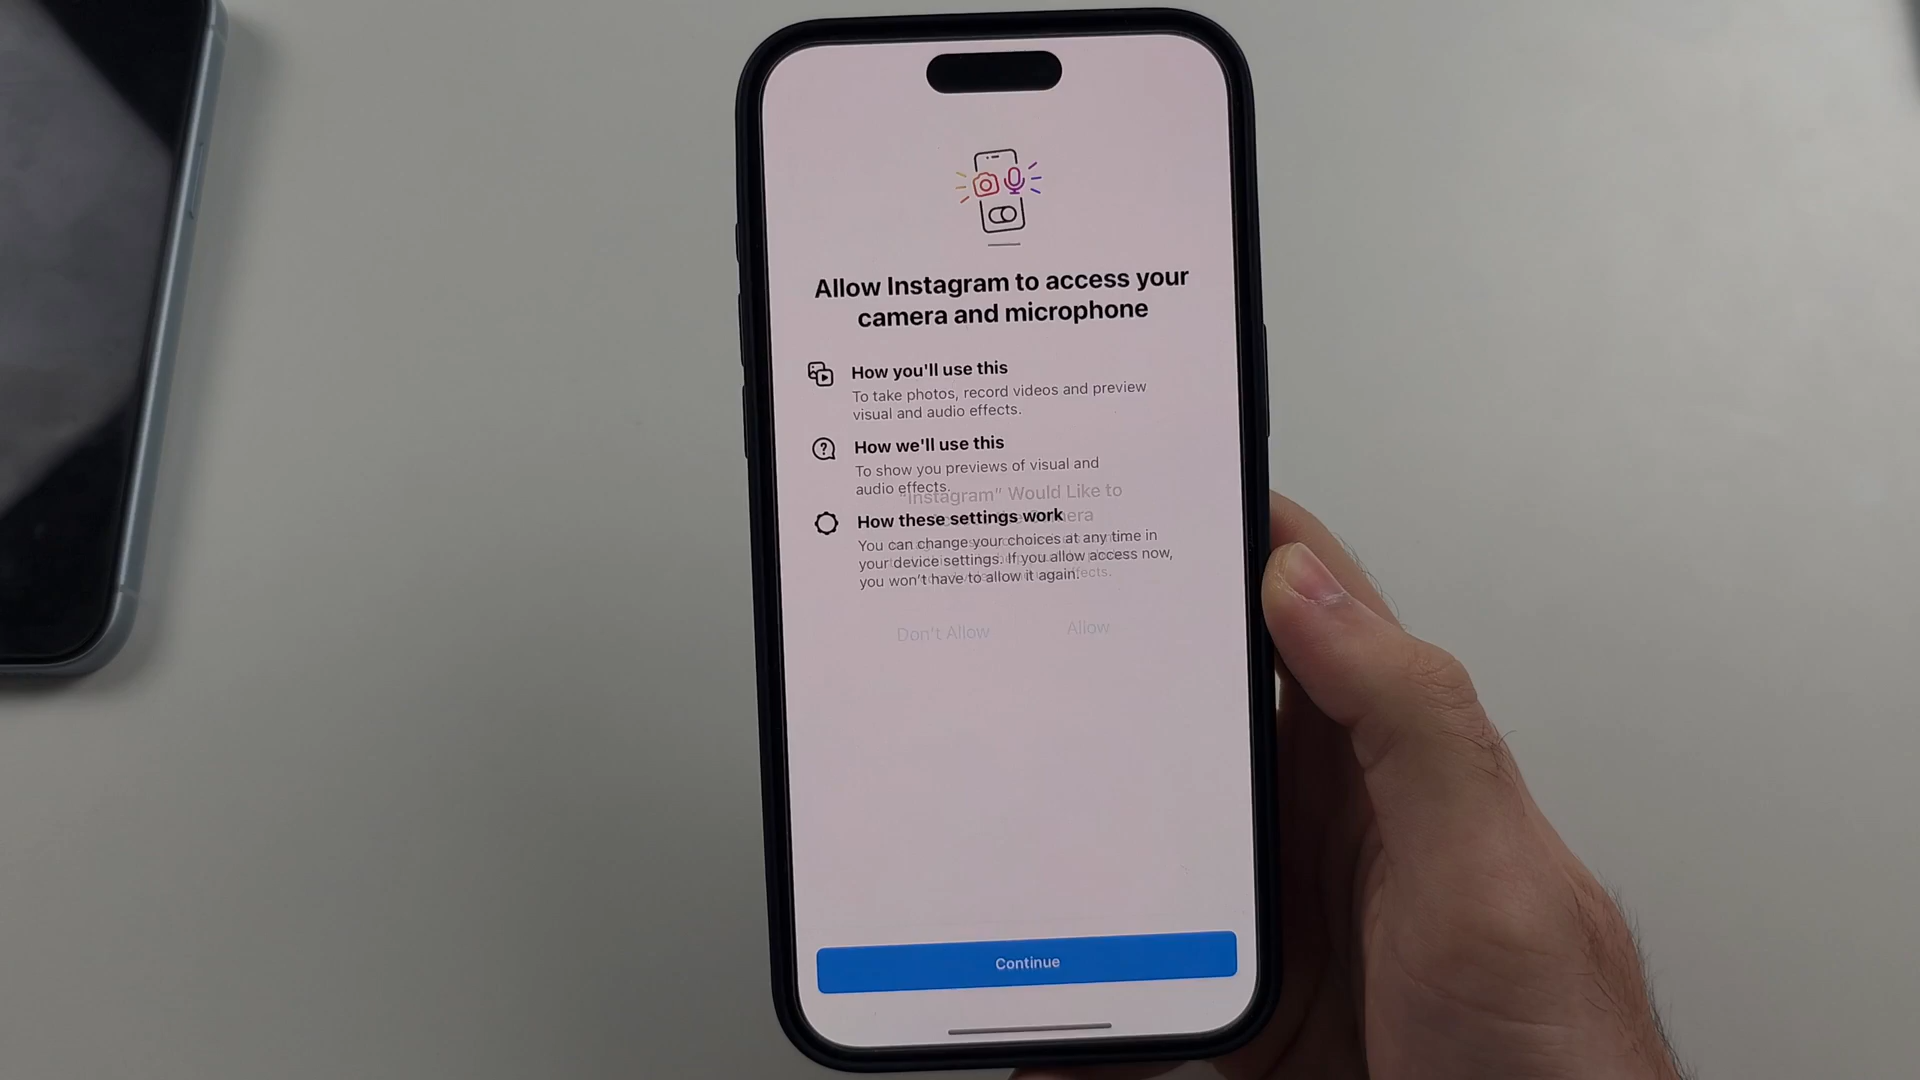 Allow Instagram to access your
camera and microphone
How you'll use this
To take photos, record videos and preview
visual and audio effects.
How we'll use this
To show you previews of visual and
audio effects.
"Instagram" Would Like to
How these settings work
You can change your choices at any time in
your device settings. If you allow access now,
you won't have to allow it again.
effects.
Don't Allow
Allow
Continue